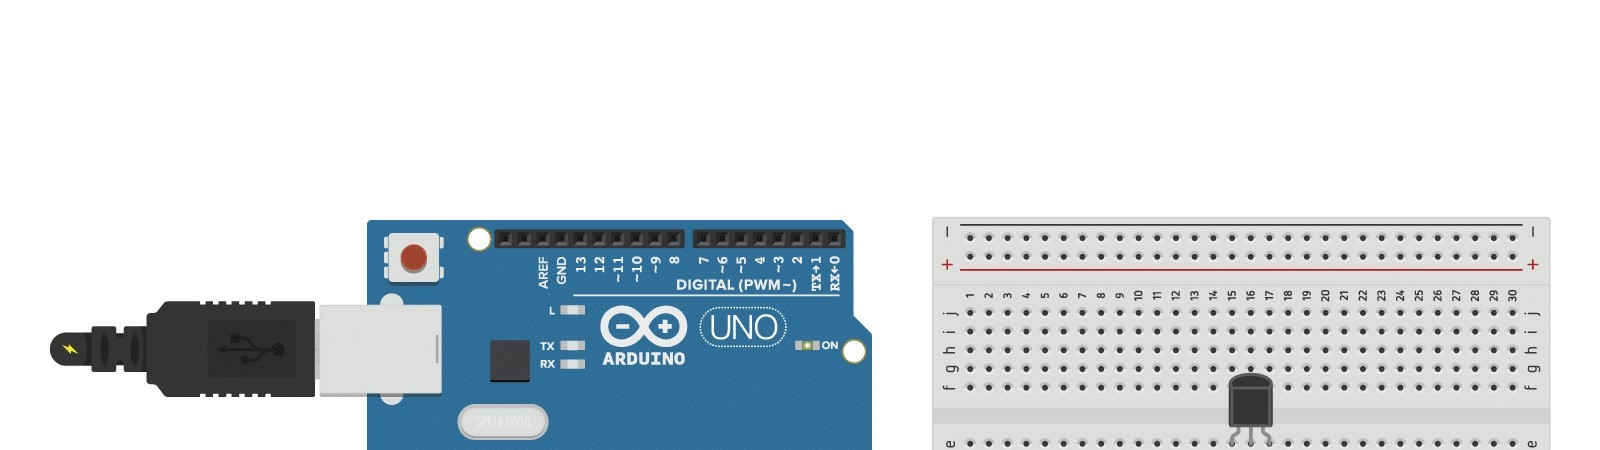 AREF
GND
13
12
~11
~10
~9
8
7
~6
~5
4
~3
2
TX→1
RX←0
DIGITAL (PWM~)
L
TX
RX
UNO
ARDUINO
ON
SPK16.000G
− −
+ +
1 2 3 4 5 6 7 8 9 10 11 12 13 14 15 16 17 18 19 20 21 22 23 24 25 26 27 28 29 30
j j
i i
h h
g g
f f
e e